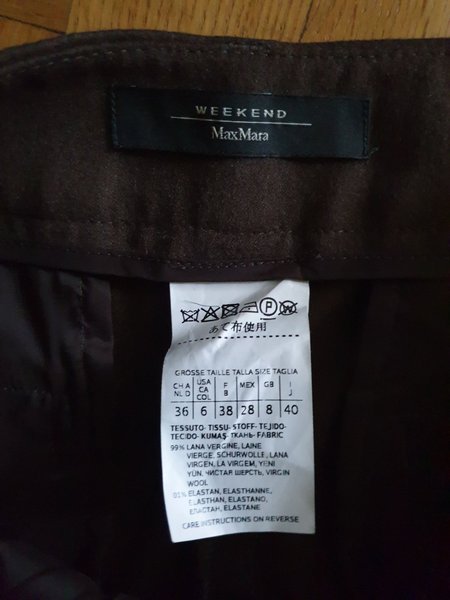 WEEKEND
MaxMara
P W
あて布使用
GROSSE TAILLE TALLA SIZE TAGLIA
CH A NL D USA CA COL F B MEX GB I J
36 6 38 28 8 40
TESSUTO-TISSU-STOFF-TEJIDO-
TECIDO-KUMAŞ-ТКАНЬ-FABRIC
99% LANA VERGINE, LAINE
VIERGE, SCHURWOLLE, LANA
VIRGEN, LA VIRGEM, YENI
YÜN, ЧИСТАЯ ШЕРСТЬ, VIRGIN
WOOL
01% ELASTAN, ELASTHANNE,
ELASTHAN, ELASTANO,
ЭЛАСТАН, ELASTANE
CARE INSTRUCTIONS ON REVERSE